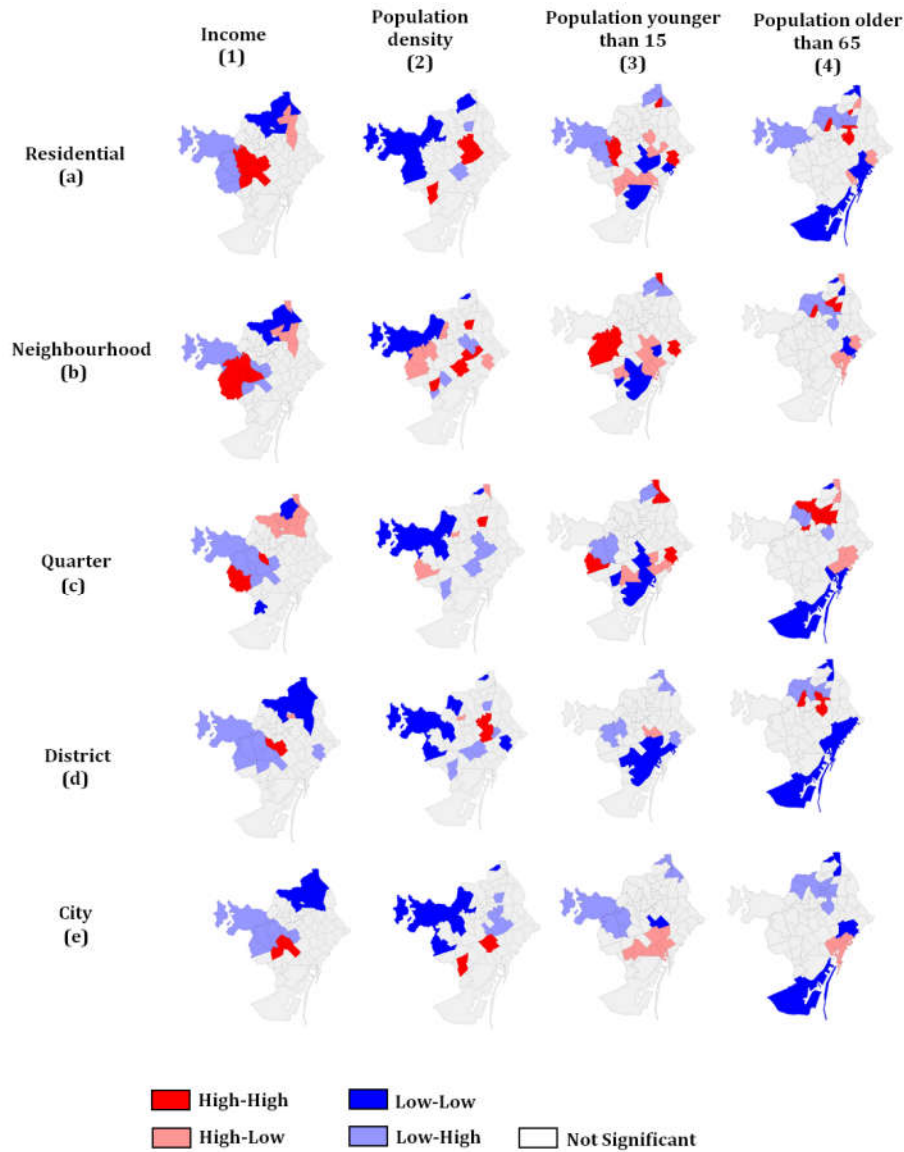 Income
(1)
Population
density
(2)
Population younger
than 15
(3)
Population older
than 65
(4)
Residential
(a)
Neighbourhood
(b)
Quarter
(c)
District
(d)
City
(e)
High-High
Low-Low
High-Low
Low-High
Not Significant